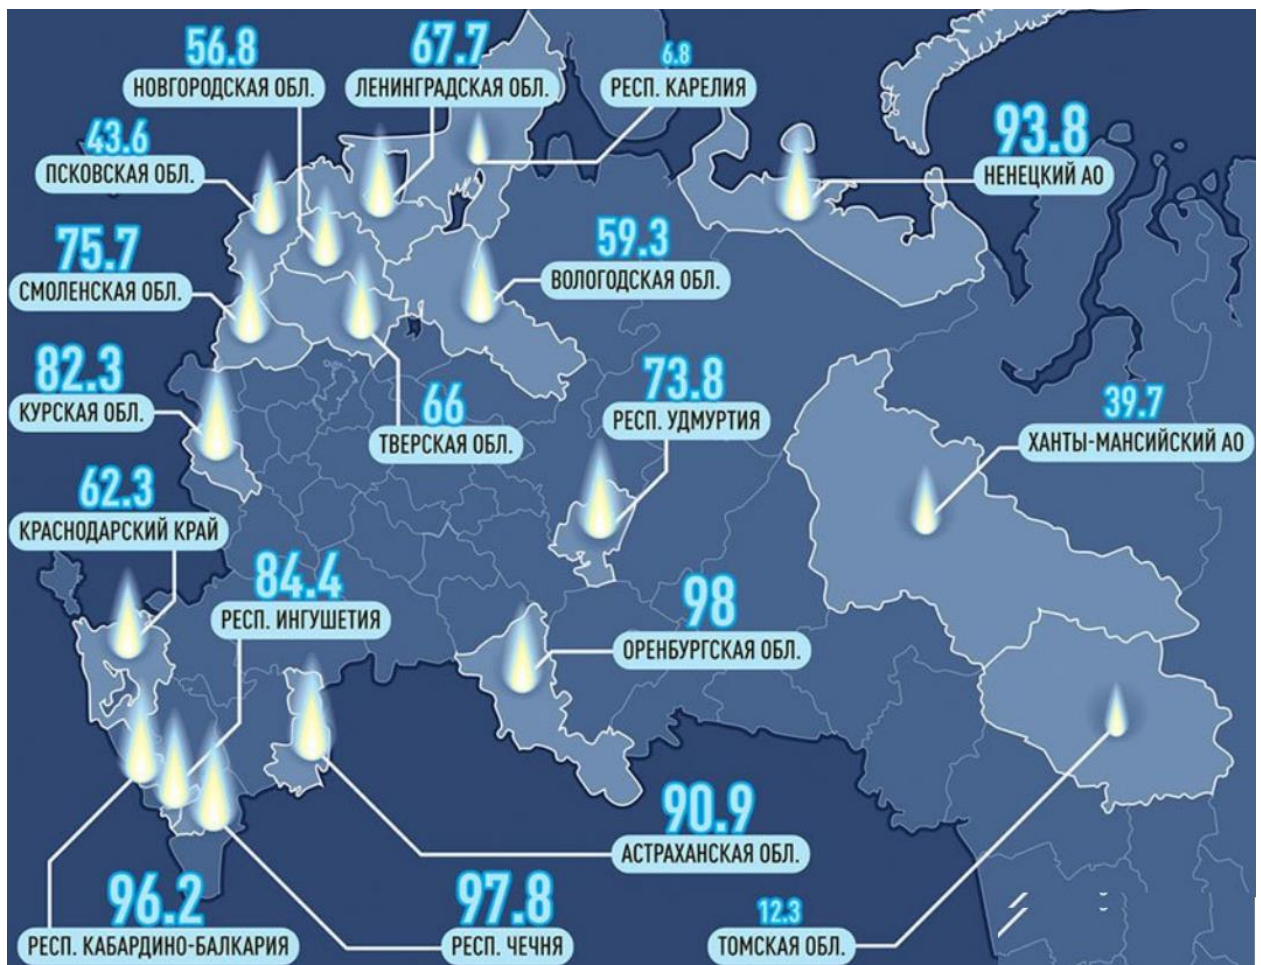 56.8
НОВГОРОДСКАЯ ОБЛ.
67.7
ЛЕНИНГРАДСКАЯ ОБЛ.
6.8
РЕСП. КАРЕЛИЯ
93.8
НЕНЕЦКИЙ АО
43.6
ПСКОВСКАЯ ОБЛ.
75.7
СМОЛЕНСКАЯ ОБЛ.
59.3
ВОЛОГОДСКАЯ ОБЛ.
82.3
КУРСКАЯ ОБЛ.
66
ТВЕРСКАЯ ОБЛ.
73.8
РЕСП. УДМУРТИЯ
39.7
ХАНТЫ-МАНСИЙСКИЙ АО
62.3
КРАСНОДАРСКИЙ КРАЙ
84.4
РЕСП. ИНГУШЕТИЯ
98
ОРЕНБУРГСКАЯ ОБЛ.
90.9
АСТРАХАНСКАЯ ОБЛ.
96.2
РЕСП. КАБАРДИНО-БАЛКАРИЯ
97.8
РЕСП. ЧЕЧНЯ
12.3
ТОМСКАЯ ОБЛ.